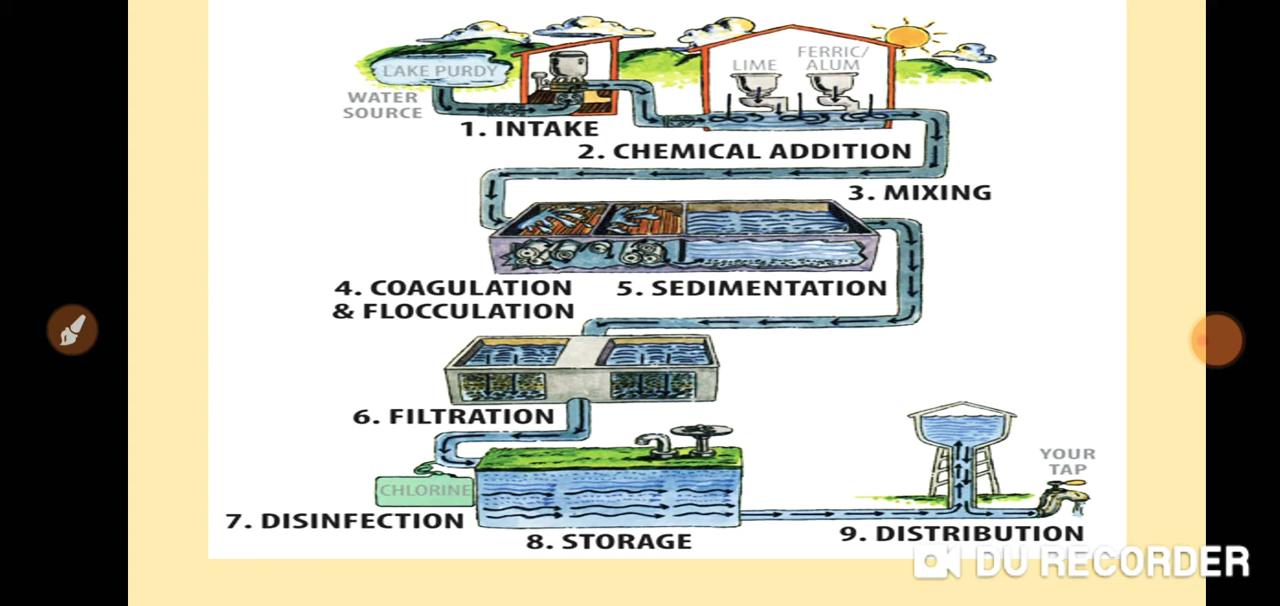 LAKE PURDY
WATER
SOURCE
1. INTAKE
LIME
FERRIC/
ALUM
2. CHEMICAL ADDITION
3. MIXING
4. COAGULATION
& FLOCCULATION
5. SEDIMENTATION
6. FILTRATION
CHLORINE
7. DISINFECTION
8. STORAGE
YOUR
TAP
9. DISTRIBUTION
DU RECORDER